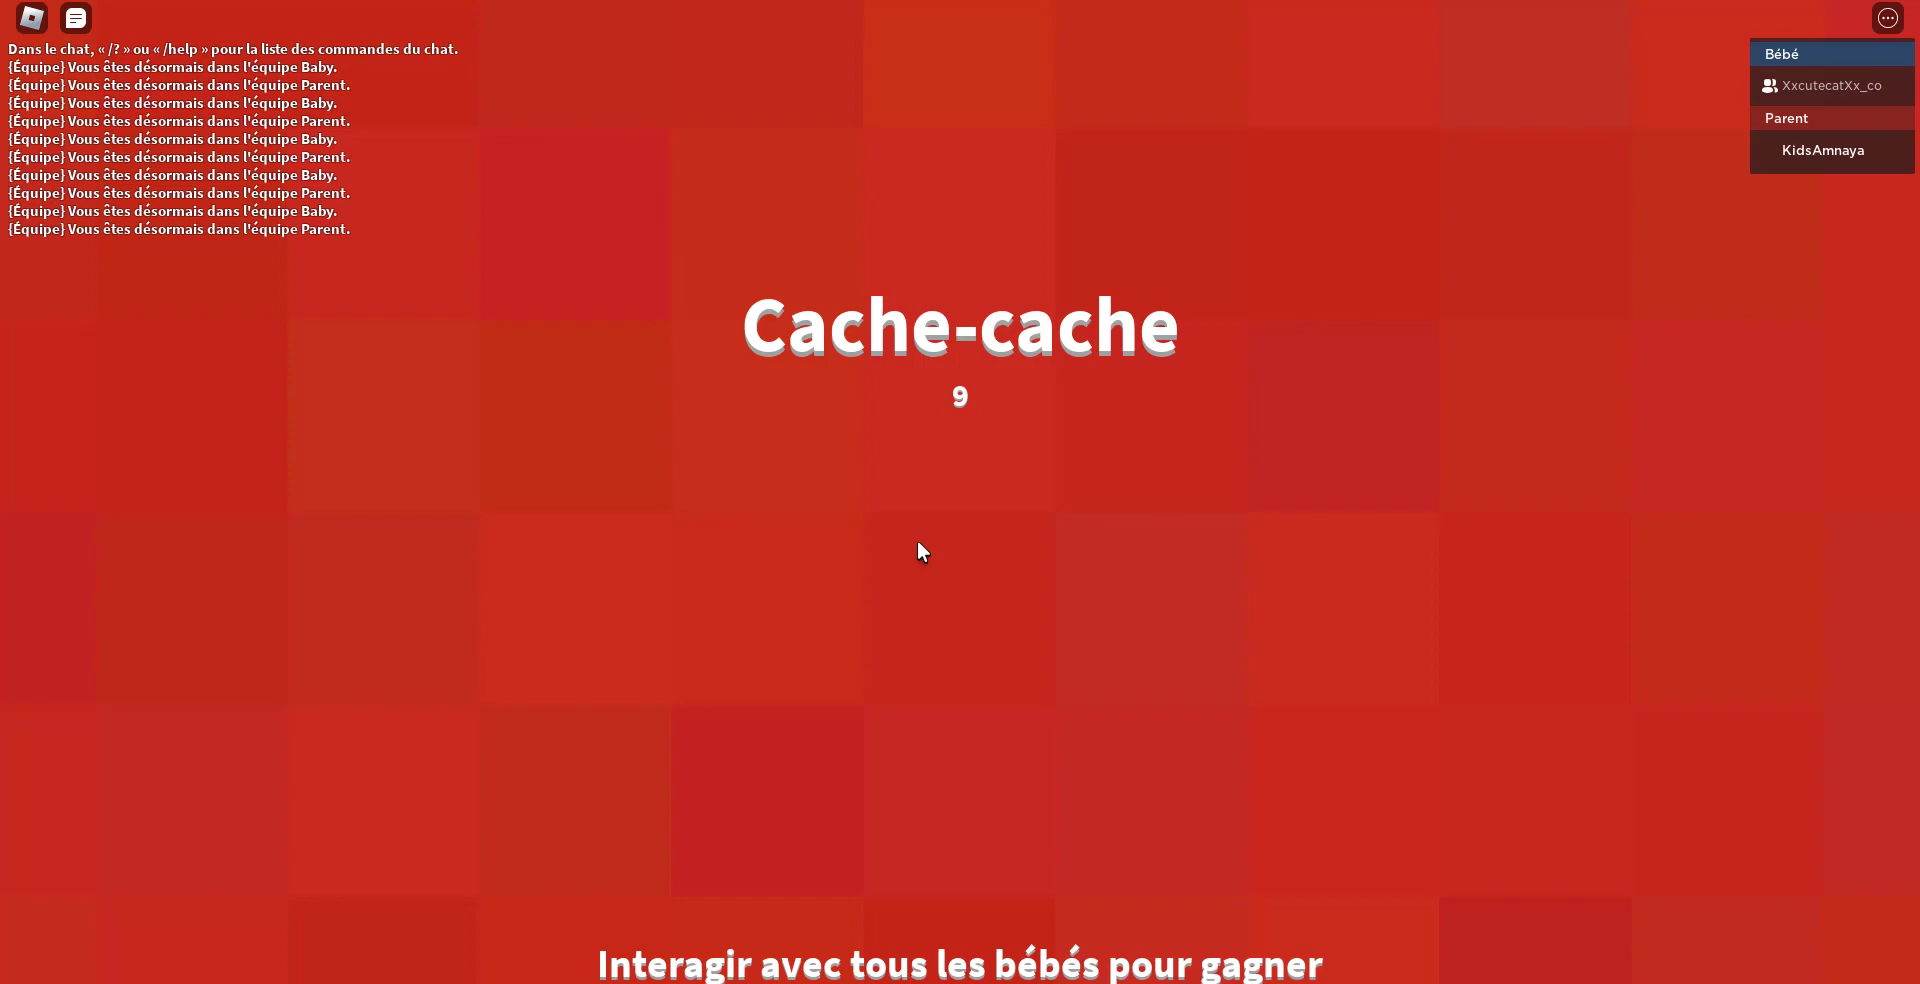 Dans le chat, « /? » ou « /help » pour la liste des commandes du chat.
{Équipe} Vous êtes désormais dans l'équipe Baby.
{Équipe} Vous êtes désormais dans l'équipe Parent.
{Équipe} Vous êtes désormais dans l'équipe Baby.
{Équipe} Vous êtes désormais dans l'équipe Parent.
{Équipe} Vous êtes désormais dans l'équipe Baby.
{Équipe} Vous êtes désormais dans l'équipe Parent.
{Équipe} Vous êtes désormais dans l'équipe Baby.
{Équipe} Vous êtes désormais dans l'équipe Parent.
{Équipe} Vous êtes désormais dans l'équipe Baby.
{Équipe} Vous êtes désormais dans l'équipe Parent.
Bébé
XxcutecatXx_co
Parent
KidsAmnaya
Cache-cache
9
Interagir avec tous les bébés pour gagner